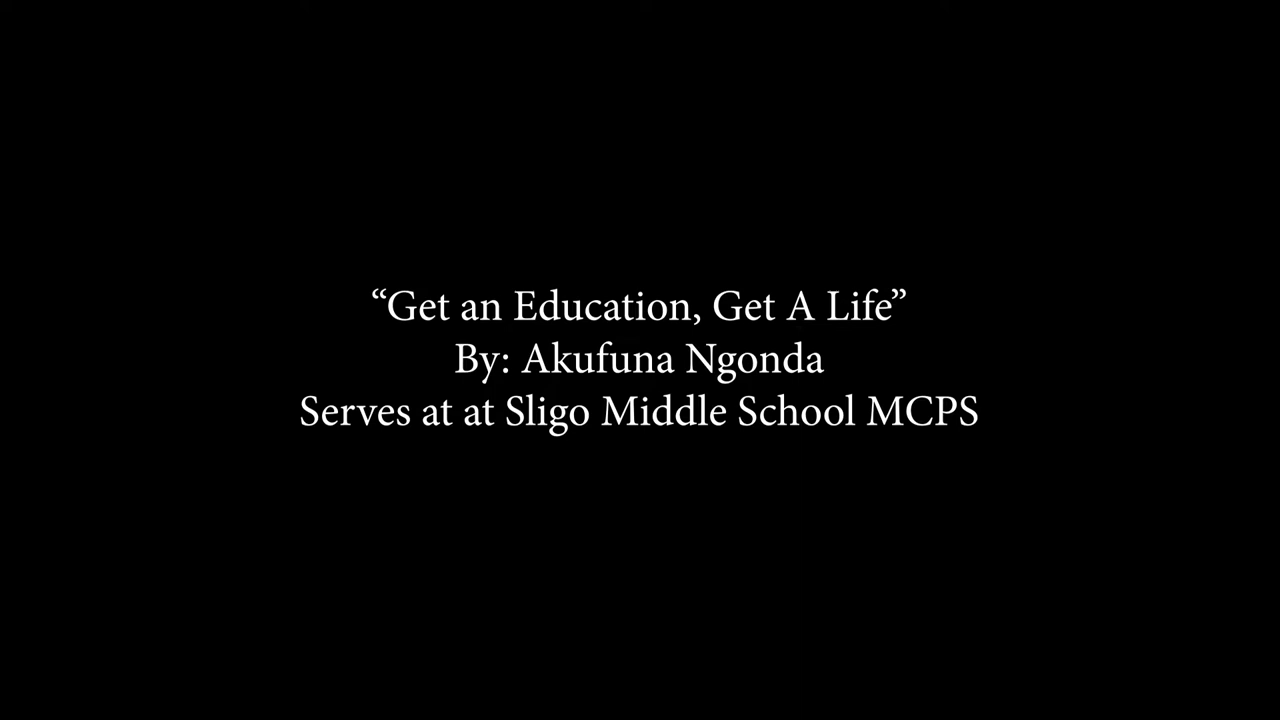 “Get an Education, Get A Life”
By: Akufuna Ngonda
Serves at at Sligo Middle School MCPS